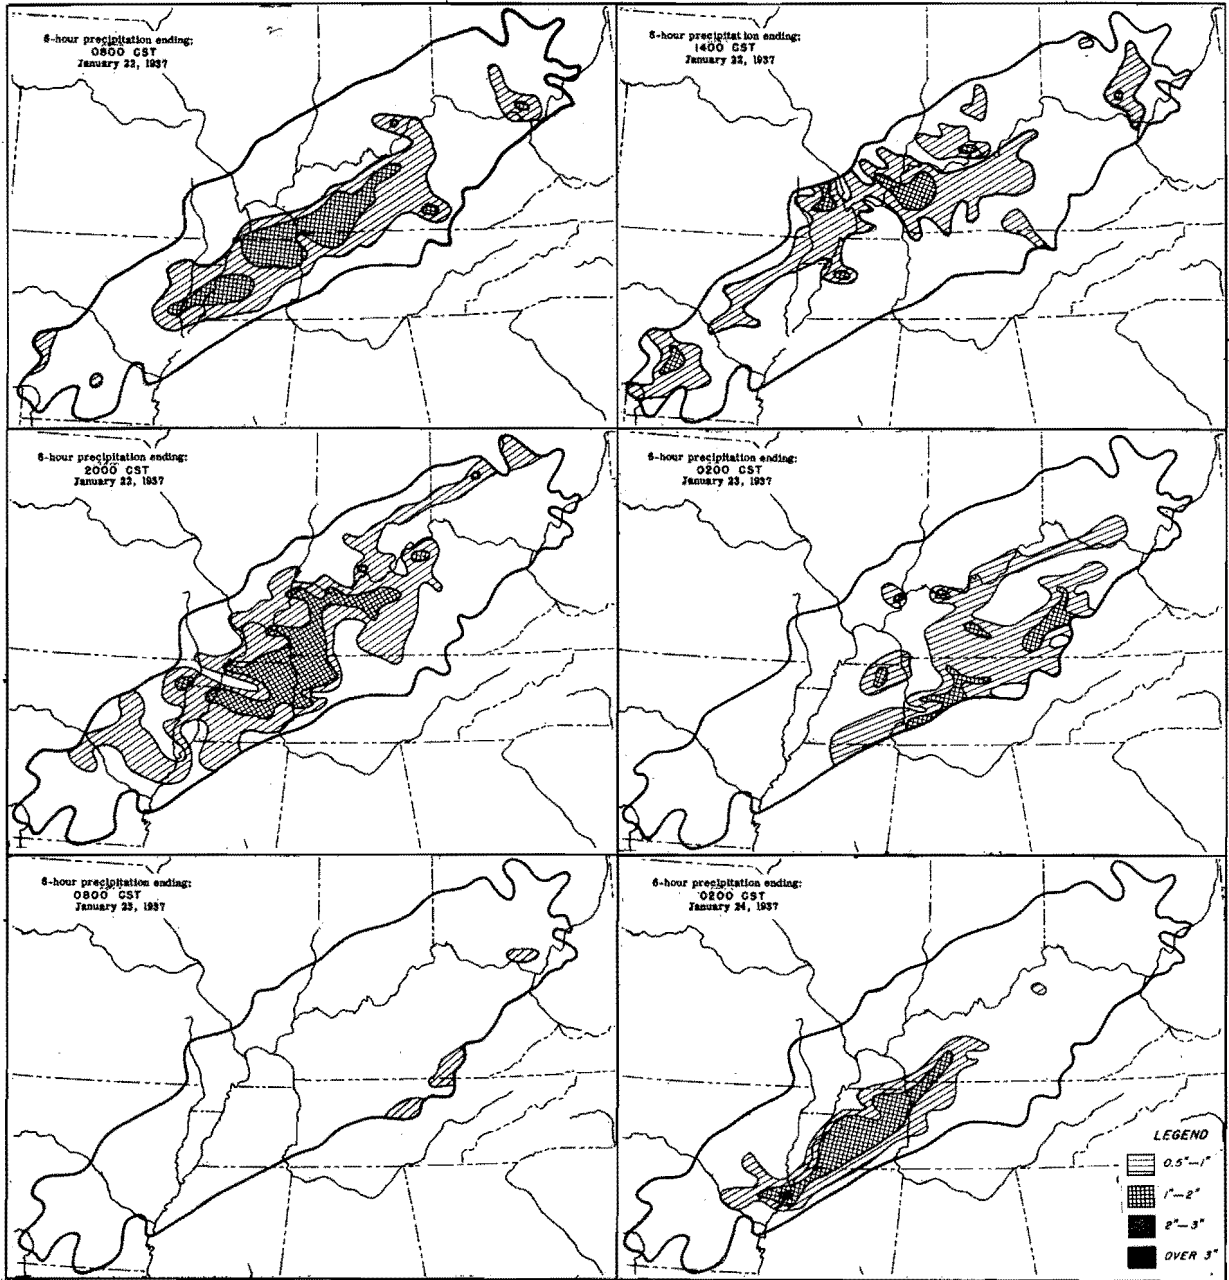 6-hour precipitation ending:
0800 CST
January 22, 1937
6-hour precipitation ending:
1400 CST
January 22, 1937
6-hour precipitation ending:
2000 CST
January 22, 1937
6-hour precipitation ending:
0200 CST
January 23, 1937
6-hour precipitation ending:
0800 CST
January 23, 1937
6-hour precipitation ending:
0200 CST
January 24, 1937
LEGEND
0.5"—1"
1"—2"
2"—3"
OVER 3"